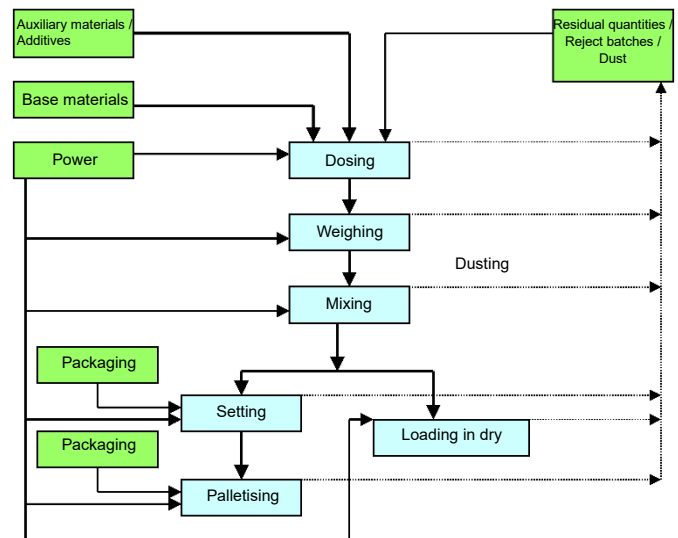 Auxiliary materials /
Additives
Residual quantities /
Reject batches /
Dust
Base materials
Power
Dosing
Weighing
Dusting
Mixing
Packaging
Setting
Loading in dry
Packaging
Palletising